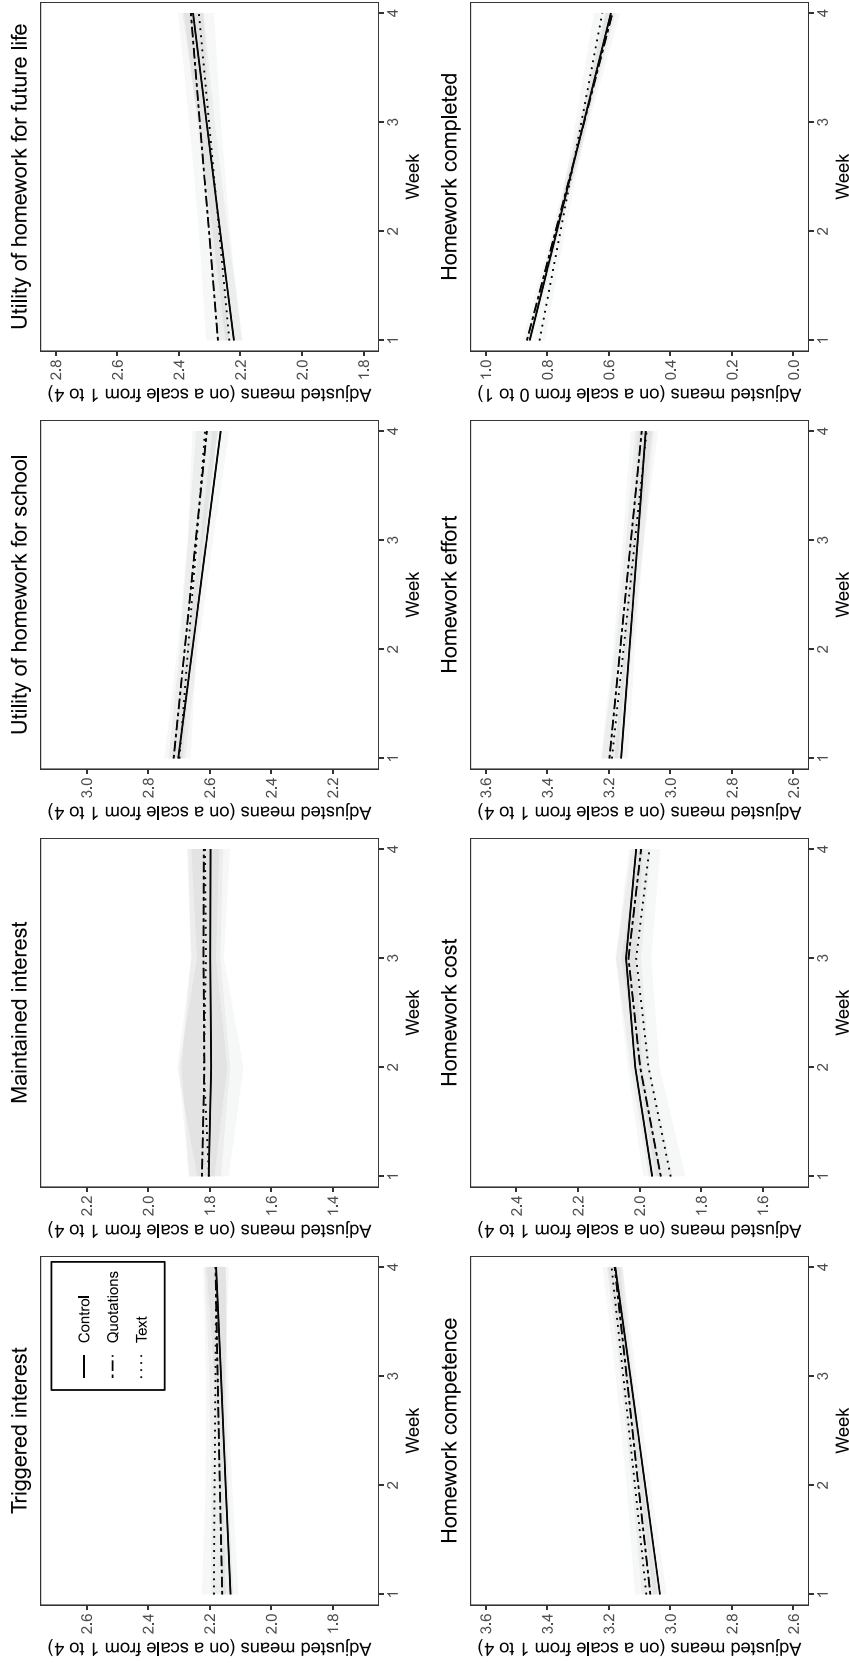 Triggered interest
Adjusted means (on a scale from 1 to 4)
2.6
2.4
2.2
2.0
1.8
1 2 3 4
Week
Control
Quotations
Text
Maintained interest
Adjusted means (on a scale from 1 to 4)
2.2
2.0
1.8
1.6
1.4
1 2 3 4
Week
Utility of homework for school
Adjusted means (on a scale from 1 to 4)
3.0
2.8
2.6
2.4
2.2
1 2 3 4
Week
Utility of homework for future life
Adjusted means (on a scale from 1 to 4)
2.8
2.6
2.4
2.2
2.0
1.8
1 2 3 4
Week
Homework competence
Adjusted means (on a scale from 1 to 4)
3.6
3.4
3.2
3.0
2.8
2.6
1 2 3 4
Week
Homework cost
Adjusted means (on a scale from 1 to 4)
2.4
2.2
2.0
1.8
1.6
1 2 3 4
Week
Homework effort
Adjusted means (on a scale from 1 to 4)
3.6
3.4
3.2
3.0
2.8
2.6
1 2 3 4
Week
Homework completed
Adjusted means (on a scale from 0 to 1)
1.0
0.8
0.6
0.4
0.2
0.0
1 2 3 4
Week